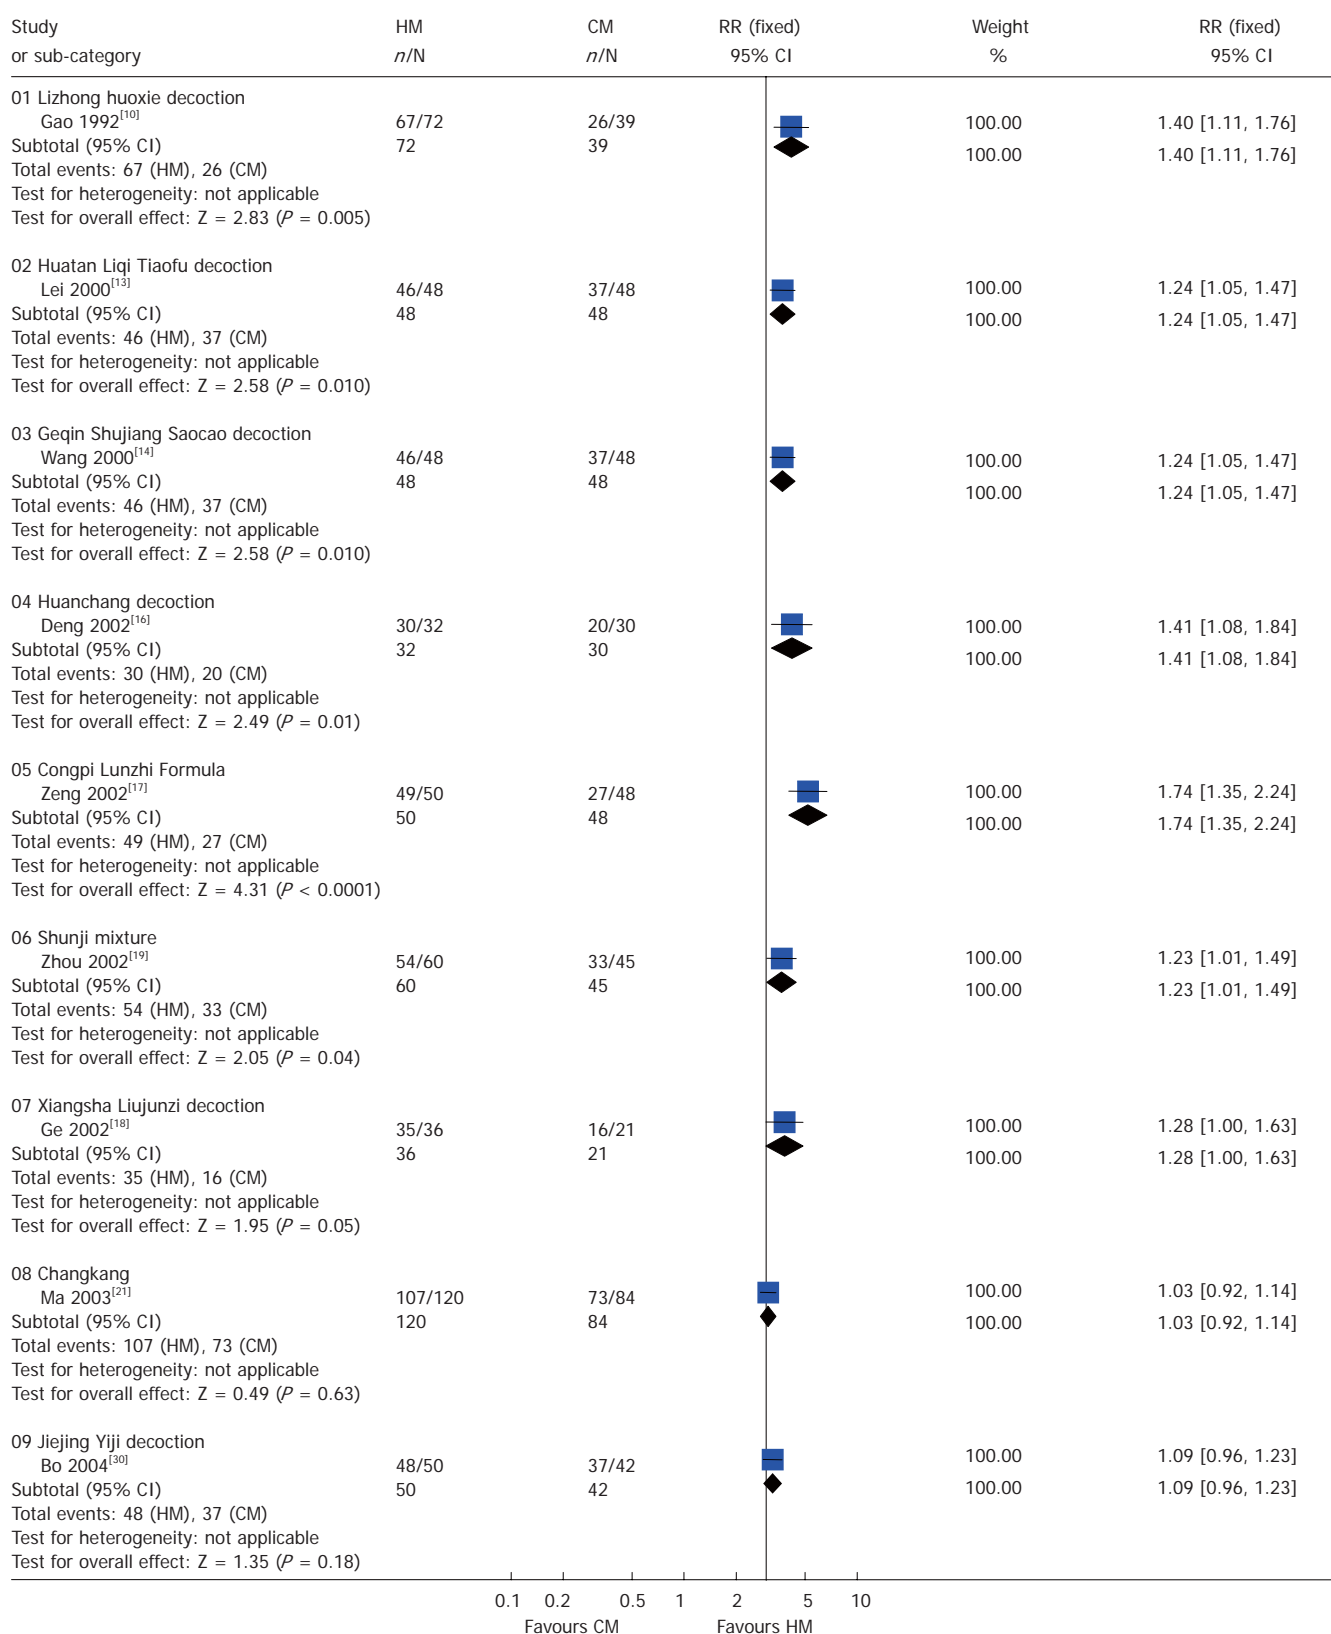 Study HM CM RR (fixed) Weight RR (fixed)
or sub-category n/N n/N 95% CI % 95% CI
01 Lizhong huoxie decoction
Gao 1992[10] 67/72 26/39 100.00 1.40 [1.11, 1.76]
Subtotal (95% CI) 72 39 100.00 1.40 [1.11, 1.76]
Total events: 67 (HM), 26 (CM)
Test for heterogeneity: not applicable
Test for overall effect: Z = 2.83 (P = 0.005)
02 Huatan Liqi Tiaofu decoction
Lei 2000[13] 46/48 37/48 100.00 1.24 [1.05, 1.47]
Subtotal (95% CI) 48 48 100.00 1.24 [1.05, 1.47]
Total events: 46 (HM), 37 (CM)
Test for heterogeneity: not applicable
Test for overall effect: Z = 2.58 (P = 0.010)
03 Geqin Shujiang Saocao decoction
Wang 2000[14] 46/48 37/48 100.00 1.24 [1.05, 1.47]
Subtotal (95% CI) 48 48 100.00 1.24 [1.05, 1.47]
Total events: 46 (HM), 37 (CM)
Test for heterogeneity: not applicable
Test for overall effect: Z = 2.58 (P = 0.010)
04 Huanchang decoction
Deng 2002[16] 30/32 20/30 100.00 1.41 [1.08, 1.84]
Subtotal (95% CI) 32 30 100.00 1.41 [1.08, 1.84]
Total events: 30 (HM), 20 (CM)
Test for heterogeneity: not applicable
Test for overall effect: Z = 2.49 (P = 0.01)
05 Congpi Lunzhi Formula
Zeng 2002[17] 49/50 27/48 100.00 1.74 [1.35, 2.24]
Subtotal (95% CI) 50 48 100.00 1.74 [1.35, 2.24]
Total events: 49 (HM), 27 (CM)
Test for heterogeneity: not applicable
Test for overall effect: Z = 4.31 (P < 0.0001)
06 Shunji mixture
Zhou 2002[19] 54/60 33/45 100.00 1.23 [1.01, 1.49]
Subtotal (95% CI) 60 45 100.00 1.23 [1.01, 1.49]
Total events: 54 (HM), 33 (CM)
Test for heterogeneity: not applicable
Test for overall effect: Z = 2.05 (P = 0.04)
07 Xiangsha Liujunzi decoction
Ge 2002[18] 35/36 16/21 100.00 1.28 [1.00, 1.63]
Subtotal (95% CI) 36 21 100.00 1.28 [1.00, 1.63]
Total events: 35 (HM), 16 (CM)
Test for heterogeneity: not applicable
Test for overall effect: Z = 1.95 (P = 0.05)
08 Changkang
Ma 2003[21] 107/120 73/84 100.00 1.03 [0.92, 1.14]
Subtotal (95% CI) 120 84 100.00 1.03 [0.92, 1.14]
Total events: 107 (HM), 73 (CM)
Test for heterogeneity: not applicable
Test for overall effect: Z = 0.49 (P = 0.63)
09 Jiejing Yiji decoction
Bo 2004[30] 48/50 37/42 100.00 1.09 [0.96, 1.23]
Subtotal (95% CI) 50 42 100.00 1.09 [0.96, 1.23]
Total events: 48 (HM), 37 (CM)
Test for heterogeneity: not applicable
Test for overall effect: Z = 1.35 (P = 0.18)
0.1 0.2 0.5 1 2 5 10
Favours CM Favours HM